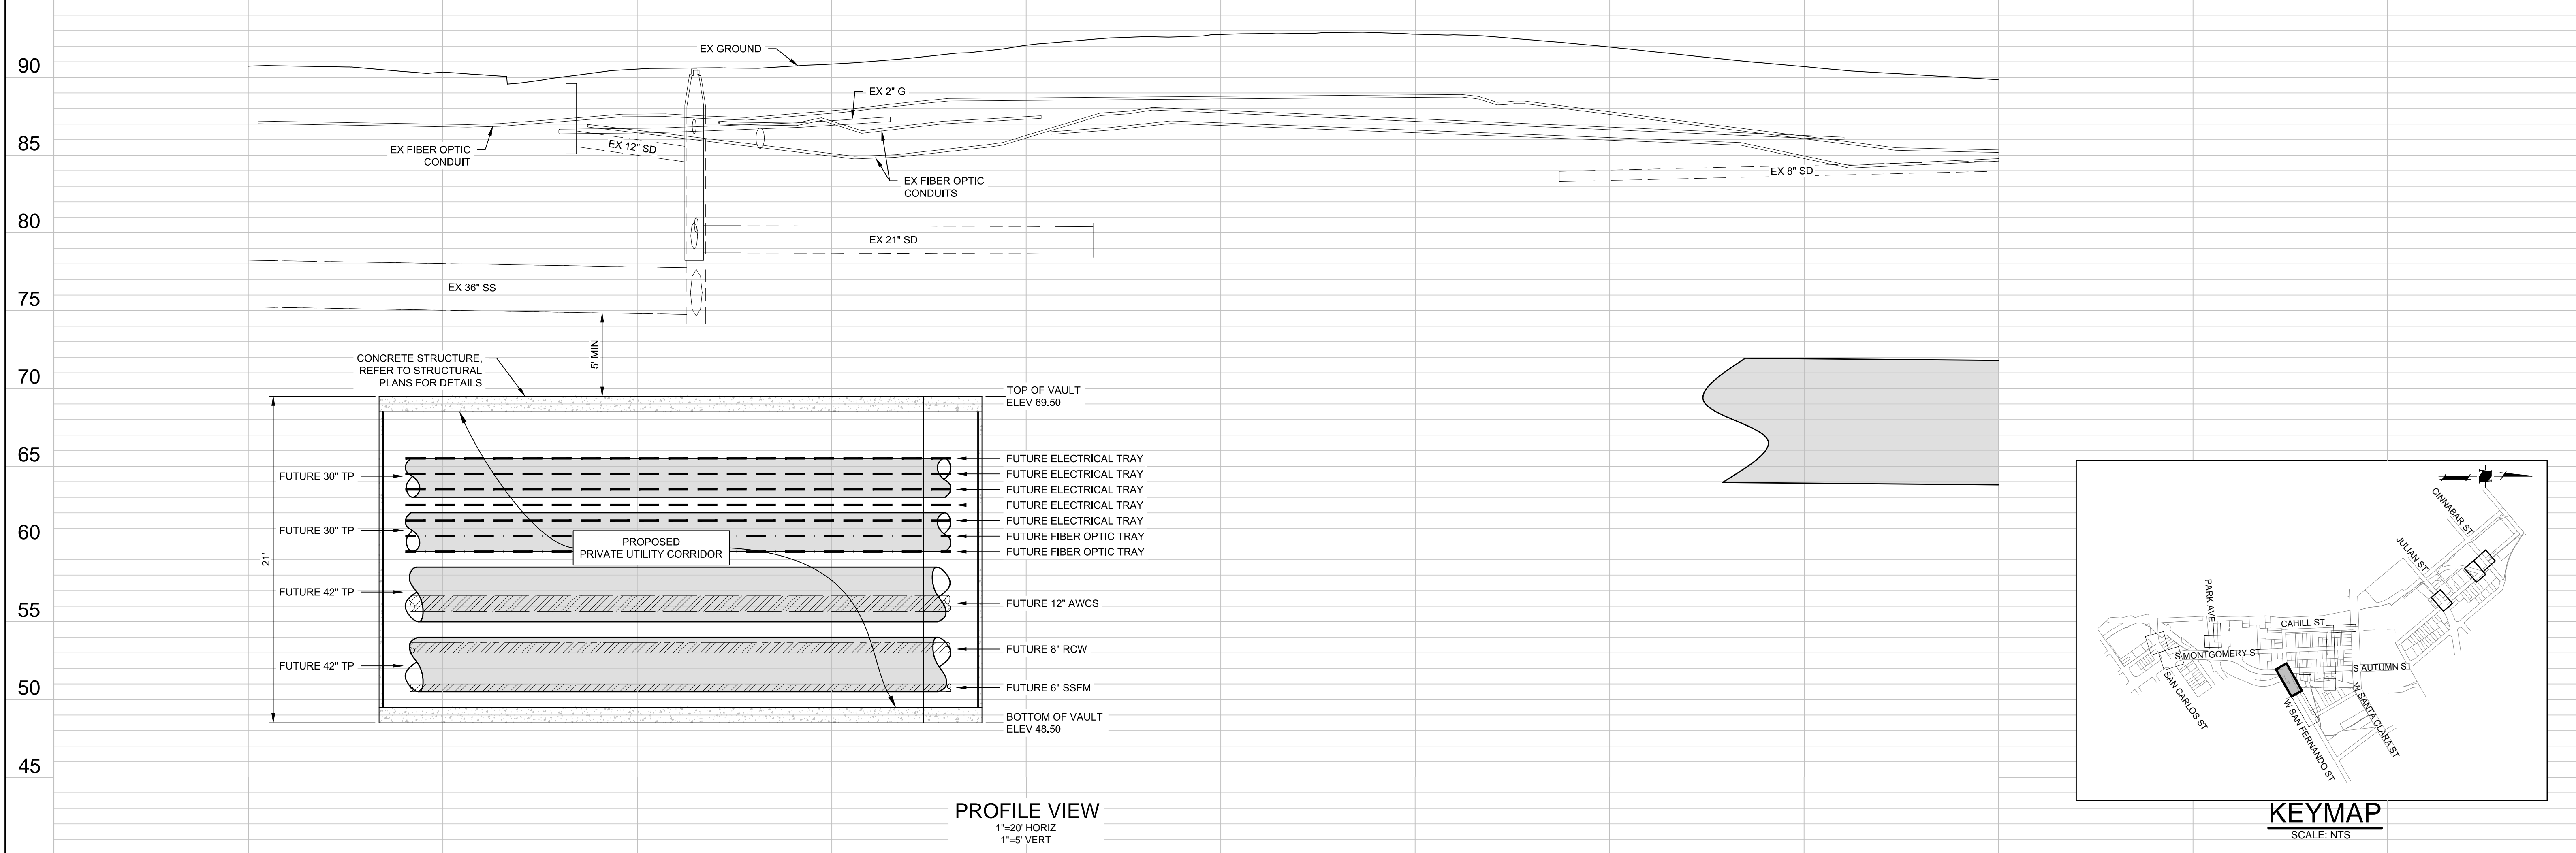 90
85
80
75
70
65
60
55
50
45
EX GROUND
EX 2" G
EX FIBER OPTIC
CONDUIT
EX 12" SD
EX FIBER OPTIC
CONDUITS
EX 8" SD
EX 21" SD
EX 36" SS
5' MIN
CONCRETE STRUCTURE,
REFER TO STRUCTURAL
PLANS FOR DETAILS
TOP OF VAULT
ELEV 69.50
21'
FUTURE 30" TP
FUTURE 30" TP
FUTURE 42" TP
FUTURE 42" TP
PROPOSED
PRIVATE UTILITY CORRIDOR
FUTURE ELECTRICAL TRAY
FUTURE ELECTRICAL TRAY
FUTURE ELECTRICAL TRAY
FUTURE ELECTRICAL TRAY
FUTURE ELECTRICAL TRAY
FUTURE FIBER OPTIC TRAY
FUTURE FIBER OPTIC TRAY
FUTURE 12" AWCS
FUTURE 8" RCW
FUTURE 6" SSFM
BOTTOM OF VAULT
ELEV 48.50
PROFILE VIEW
1"=20' HORIZ
1"=5' VERT
CINNABAR ST
JULIAN ST
PARK AVE
CAHILL ST
S MONTGOMERY ST
S AUTUMN ST
SAN CARLOS ST
W SANTA CLARA ST
W SAN FERNANDO ST
KEYMAP
SCALE: NTS